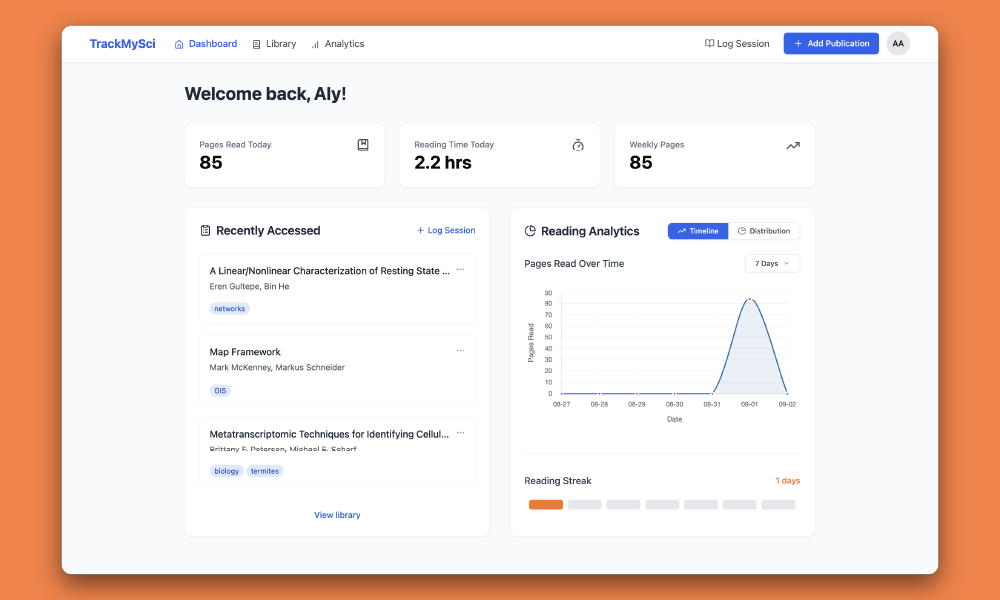 TrackMySci Dashboard Library Analytics Log Session + Add Publication AA
Welcome back, Aly!
Pages Read Today
85
Reading Time Today
2.2 hrs
Weekly Pages
85
Recently Accessed + Log Session
A Linear/Nonlinear Characterization of Resting State ... ...
Eren Gultepe, Bin He
networks
Map Framework ...
Mark McKenney, Markus Schneider
GIS
Metatranscriptomic Techniques for Identifying Cellul... ...
Brittany F. Peterson, Michael E. Scharf
biology termites
View library
Reading Analytics Timeline Distribution
Pages Read Over Time 7 Days
Pages Read
90
80
70
60
50
40
30
20
10
0
08-27 08-28 08-29 08-30 08-31 09-01 09-02
Date
Reading Streak 1 days